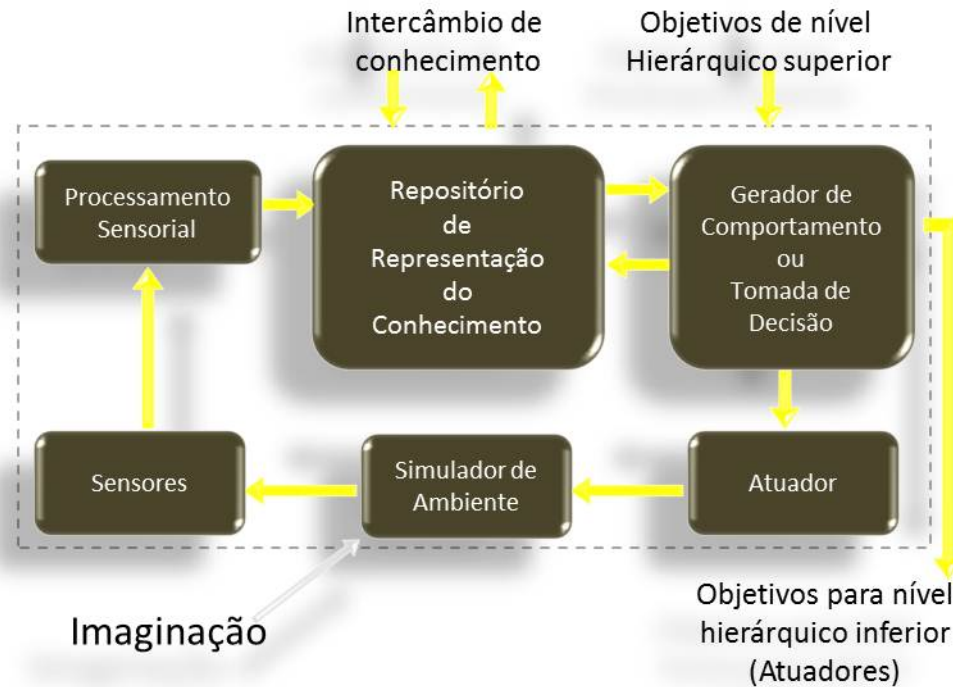 Intercâmbio de
conhecimento
Objetivos de nível
Hierárquico superior
Processamento
Sensorial
Repositório
de
Representação
do
Conhecimento
Gerador de
Comportamento
ou
Tomada de
Decisão
Sensores
Simulador de
Ambiente
Atuador
Imaginação
Objetivos para nível
hierárquico inferior
(Atuadores)